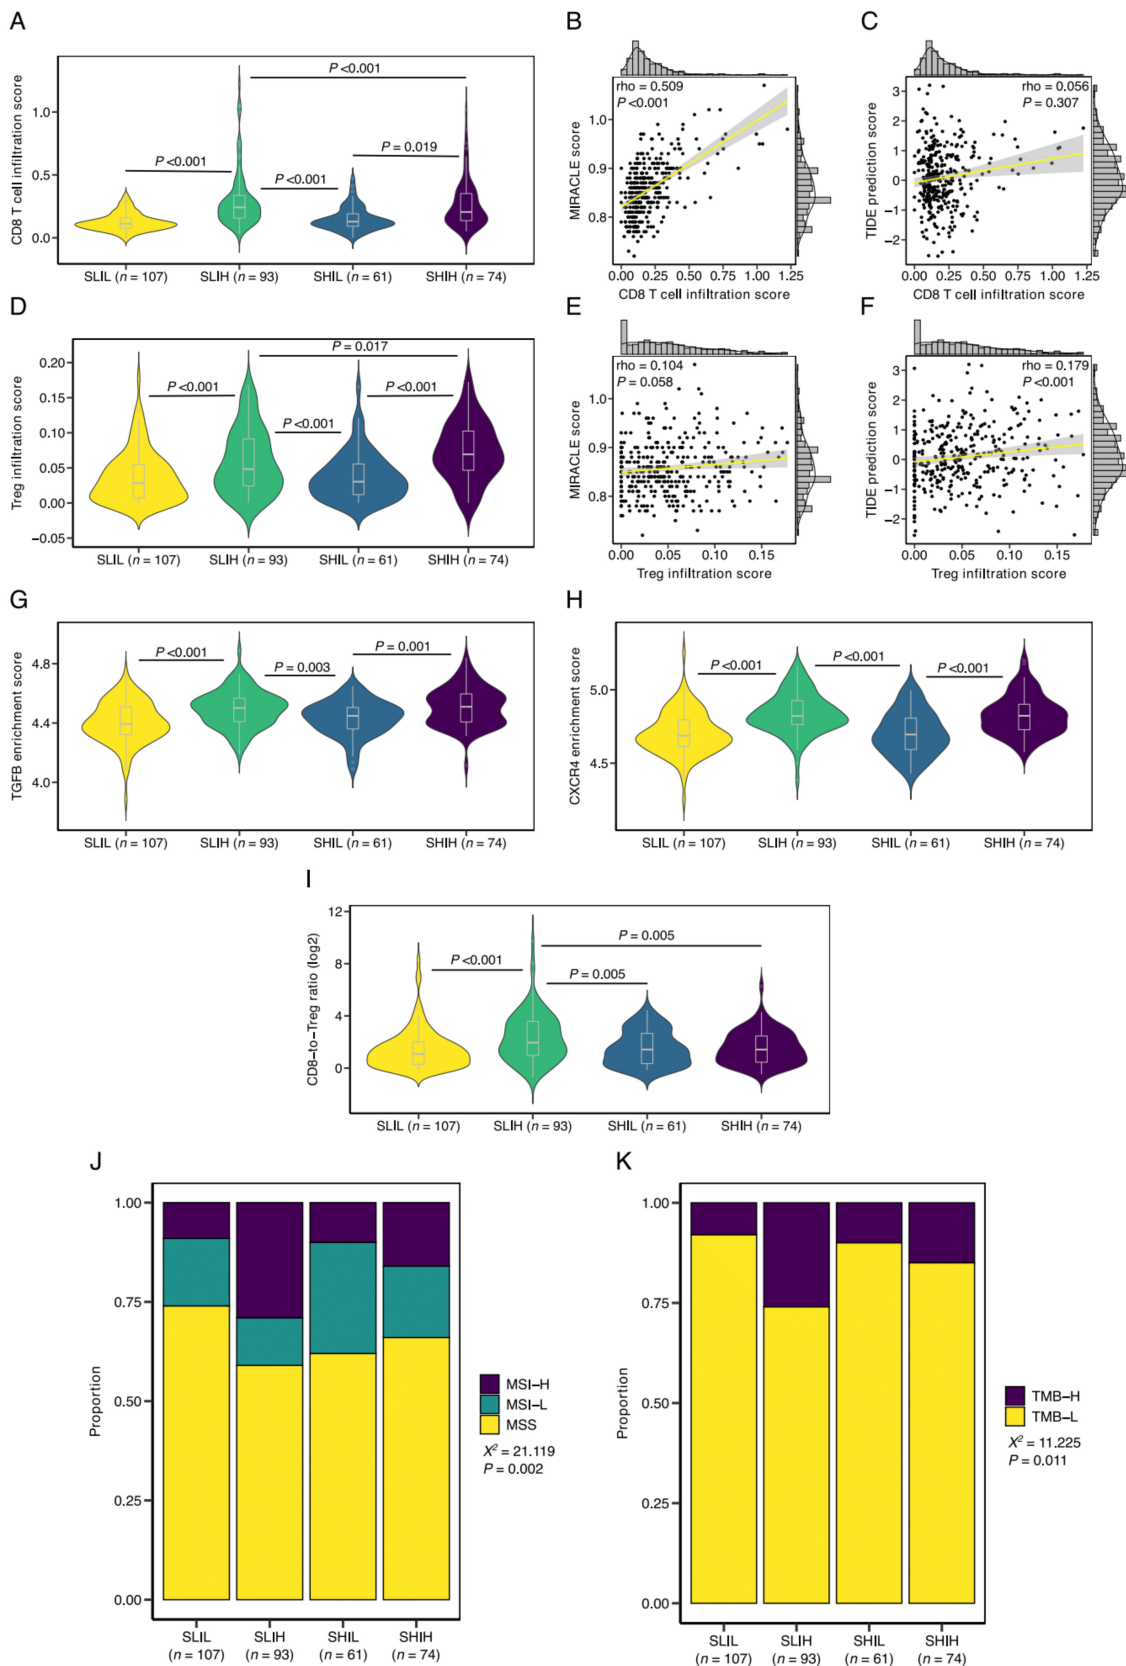 A
CD8 T cell infiltration score
1.0
0.5
0.0
P <0.001
P <0.001
P <0.001
P = 0.019
SLIL (n = 107)
SLIH (n = 93)
SHIL (n = 61)
SHIH (n = 74)
B
MIRACLE score
rho = 0.509
P <0.001
1.0
0.9
0.8
0.00 0.25 0.50 0.75 1.00 1.25
CD8 T cell infiltration score
C
TIDE prediction score
rho = 0.056
P = 0.307
3
2
1
0
−1
−2
0.00 0.25 0.50 0.75 1.00 1.25
CD8 T cell infiltration score
D
Treg infiltration score
0.20
0.15
0.10
0.05
0.00
−0.05
P = 0.017
P <0.001
P <0.001
P <0.001
SLIL (n = 107)
SLIH (n = 93)
SHIL (n = 61)
SHIH (n = 74)
E
MIRACLE score
rho = 0.104
P = 0.058
1.0
0.9
0.8
0.00 0.05 0.10 0.15
Treg infiltration score
F
TIDE prediction score
rho = 0.179
P <0.001
3
2
1
0
−1
−2
0.00 0.05 0.10 0.15
Treg infiltration score
G
TGFB enrichment score
4.8
4.4
4.0
P <0.001
P = 0.003
P = 0.001
SLIL (n = 107)
SLIH (n = 93)
SHIL (n = 61)
SHIH (n = 74)
H
CXCR4 enrichment score
5.0
4.5
P <0.001
P <0.001
P <0.001
SLIL (n = 107)
SLIH (n = 93)
SHIL (n = 61)
SHIH (n = 74)
I
CD8−to−Treg ratio (log2)
12
8
4
0
P = 0.005
P <0.001
P = 0.005
SLIL (n = 107)
SLIH (n = 93)
SHIL (n = 61)
SHIH (n = 74)
J
Proportion
1.00
0.75
0.50
0.25
0.00
SLIL
(n = 107)
SLIH
(n = 93)
SHIL
(n = 61)
SHIH
(n = 74)
MSI−H
MSI−L
MSS
X² = 21.119
P = 0.002
K
Proportion
1.00
0.75
0.50
0.25
0.00
SLIL
(n = 107)
SLIH
(n = 93)
SHIL
(n = 61)
SHIH
(n = 74)
TMB−H
TMB−L
X² = 11.225
P = 0.011